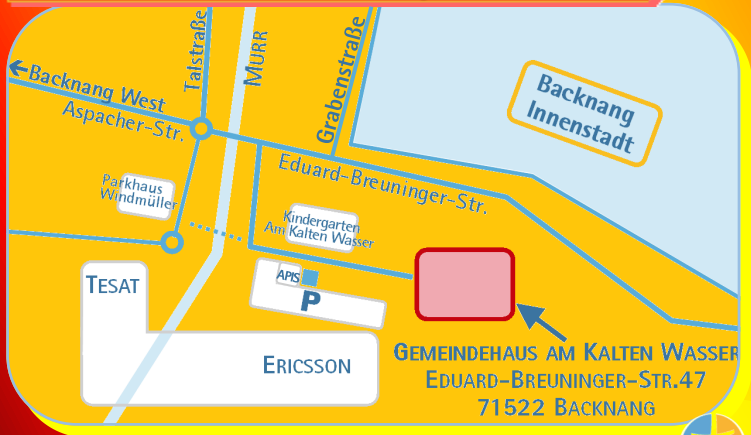 Talstraße
MURR
Grabenstraße
←Backnang West
Aspacher-Str.
Backnang
Innenstadt
Eduard-Breuninger-Str.
Parkhaus
Windmüller
Kindergarten
Am Kalten Wasser
TESAT
APIS
P
ERICSSON
GEMEINDEHAUS AM KALTEN WASSER
EDUARD-BREUNINGER-STR.47
71522 BACKNANG